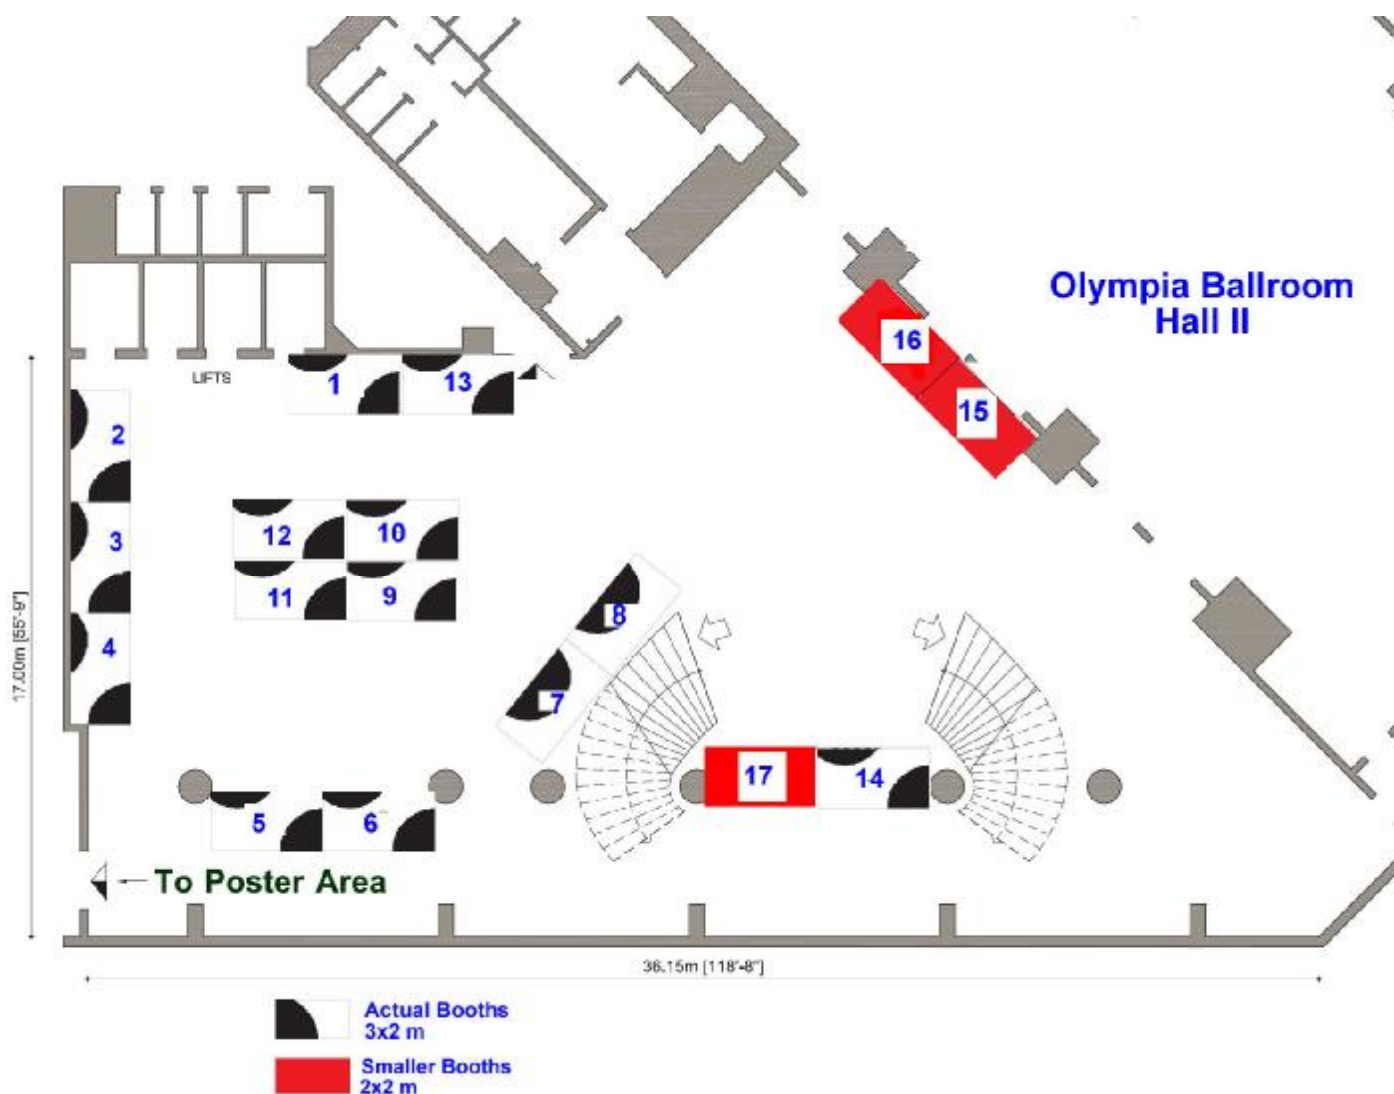 Olympia Ballroom
Hall II
16
15
LIFTS
1
13
2
3
4
12
10
11
9
8
7
17
14
5
6
17.00m [55'-9"]
To Poster Area
36.15m [118'-8"]
Actual Booths
3x2 m
Smaller Booths
2x2 m